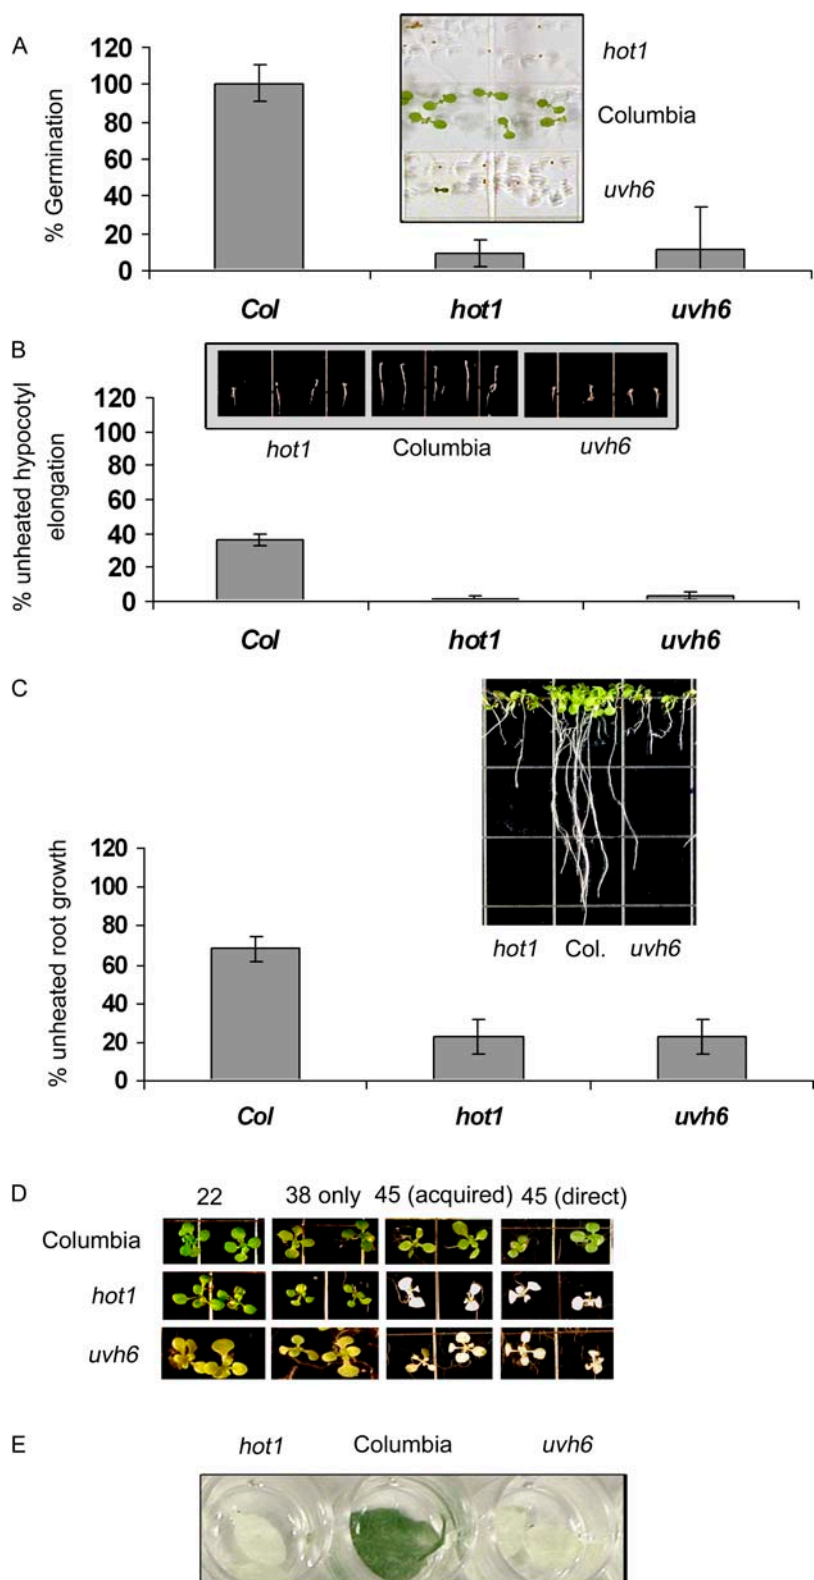 A
% Germination
120
100
80
60
40
20
0
Col
hot1
uvh6
hot1
Columbia
uvh6
B
% unheated hypocotyl
elongation
120
100
80
60
40
20
0
hot1
Columbia
uvh6
Col
hot1
uvh6
C
% unheated root growth
120
100
80
60
40
20
0
hot1
Col.
uvh6
Col
hot1
uvh6
D
22
38 only
45 (acquired)
45 (direct)
Columbia
hot1
uvh6
E
hot1
Columbia
uvh6